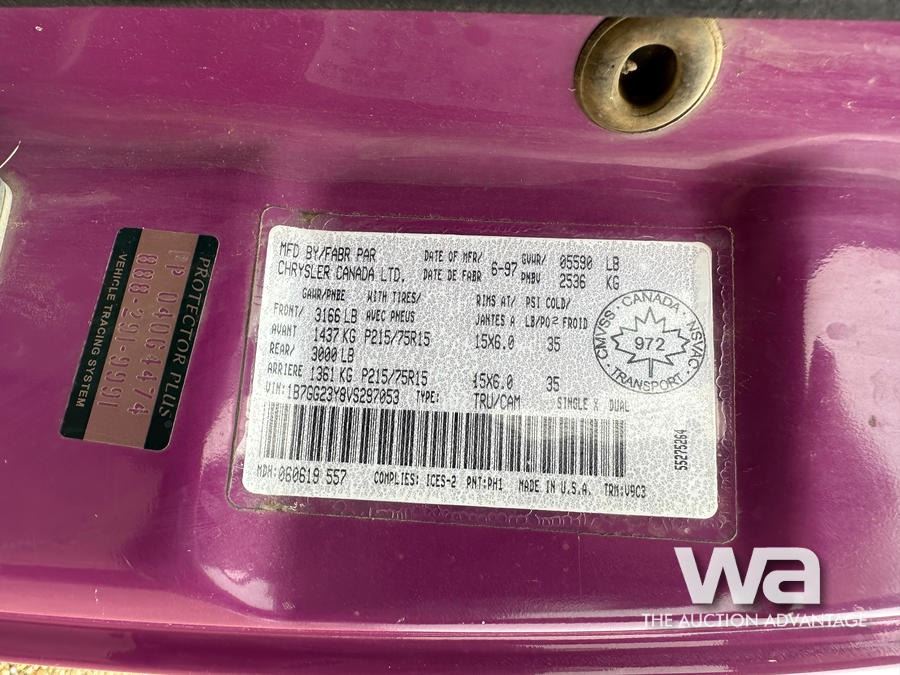 MFD BY/FABR PAR DATE OF MFR/ GVWR/ 05590 LB
CHRYSLER CANADA LTD. DATE DE FABR 6-97 PNBV 2536 KG
GAWR/PNBE WITH TIRES/ RIMS AT/ PSI COLD/
FRONT/ 3166 LB AVEC PNEUS JANTES A LB/PO² FROID
AVANT 1437 KG P215/75R15 15X6.0 35
REAR/ 3000 LB
ARRIERE 1361 KG P215/75R15 15X6.0 35
VIN: 1B7GG23Y8VS297053 TYPE: TRU/CAM SINGLE X DUAL
MDH: 060619 557 COMPLIES: ICES-2 PNT: PH1 MADE IN U.S.A. TRM: V9C3
55275264
CMVSS · CANADA · NSVAC
972
· TRANSPORT ·
PROTECTOR PLUS®
PP 04064474
888-291-9991
VEHICLE TRACING SYSTEM
wa
THE AUCTION ADVANTAGE